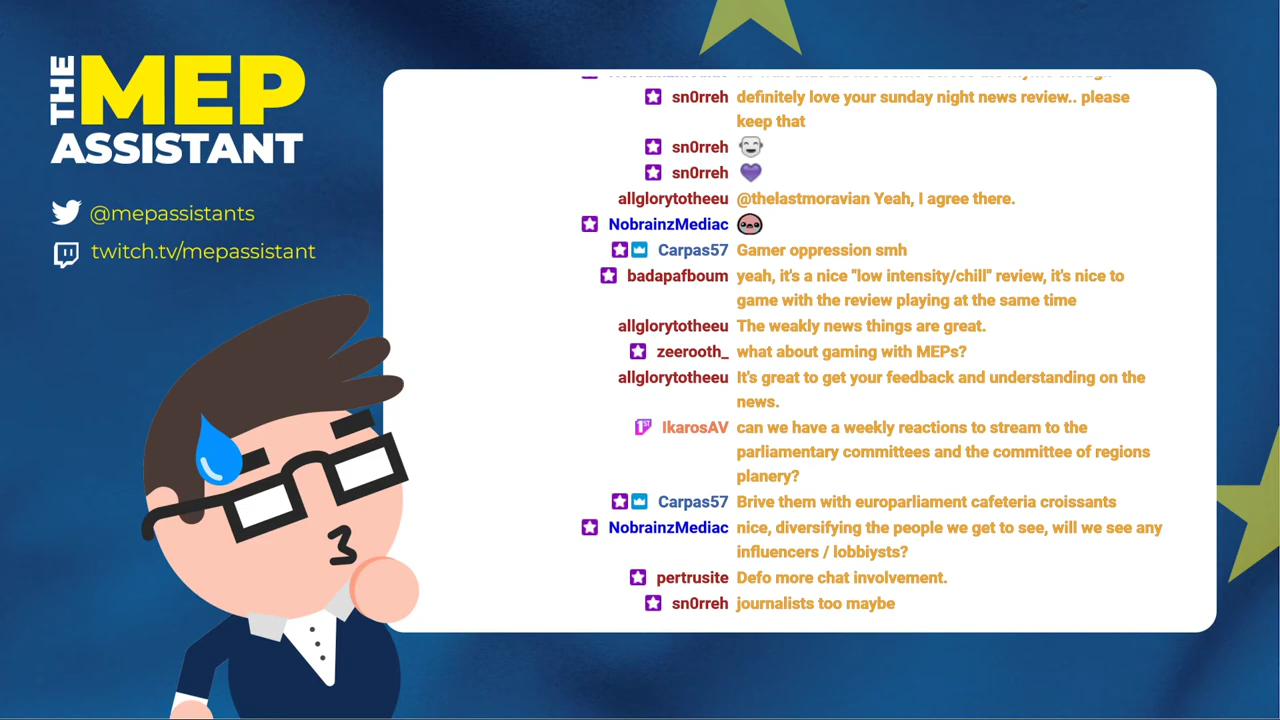 THE
MEP
ASSISTANT
@mepassistants
twitch.tv/mepassistant
sn0rreh definitely love your sunday night news review.. please
keep that
sn0rreh
sn0rreh
allglorytotheeu @thelastmoravian Yeah, I agree there.
NobrainzMediac
Carpas57 Gamer oppression smh
badapafboum yeah, it's a nice "low intensity/chill" review, it's nice to
game with the review playing at the same time
allglorytotheeu The weakly news things are great.
zeerooth_ what about gaming with MEPs?
allglorytotheeu It's great to get your feedback and understanding on the
news.
IkarosAV can we have a weekly reactions to stream to the
parliamentary committees and the committee of regions
planery?
Carpas57 Brive them with europarliament cafeteria croissants
NobrainzMediac nice, diversifying the people we get to see, will we see any
influencers / lobbiysts?
pertrusite Defo more chat involvement.
sn0rreh journalists too maybe